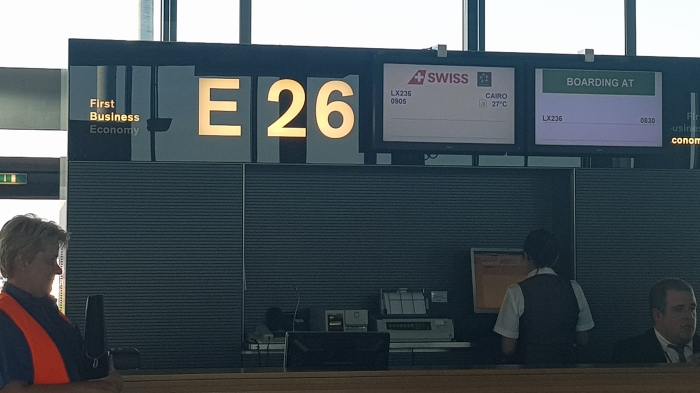 First
Business
Economy
E 26
SWISS
LX236
0905
CAIRO
27°C
BOARDING AT
LX236 0830